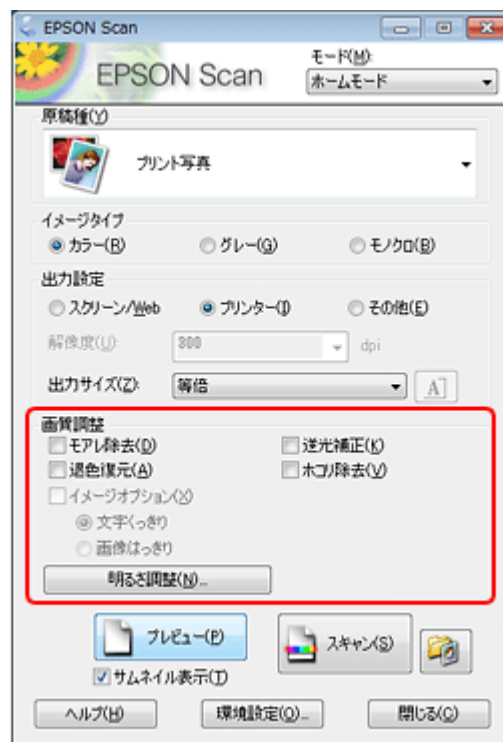 EPSON Scan
EPSON Scan
モード(M):
ホームモード
原稿種(Y)
プリント写真
イメージタイプ
カラー(R) グレー(G) モノクロ(B)
出力設定
スクリーン/Web プリンター(I) その他(E)
解像度(U): 300 dpi
出力サイズ(Z): 等倍 A
画質調整
モアレ除去(D) 逆光補正(K)
退色復元(A) ホコリ除去(V)
イメージオプション(X)
文字くっきり
画像はっきり
明るさ調整(N)...
プレビュー(P) スキャン(S)
サムネイル表示(T)
ヘルプ(H) 環境設定(O)... 閉じる(C)